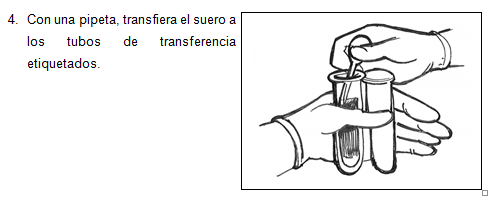 4. Con una pipeta, transfiera el suero a
los tubos de transferencia
etiquetados.